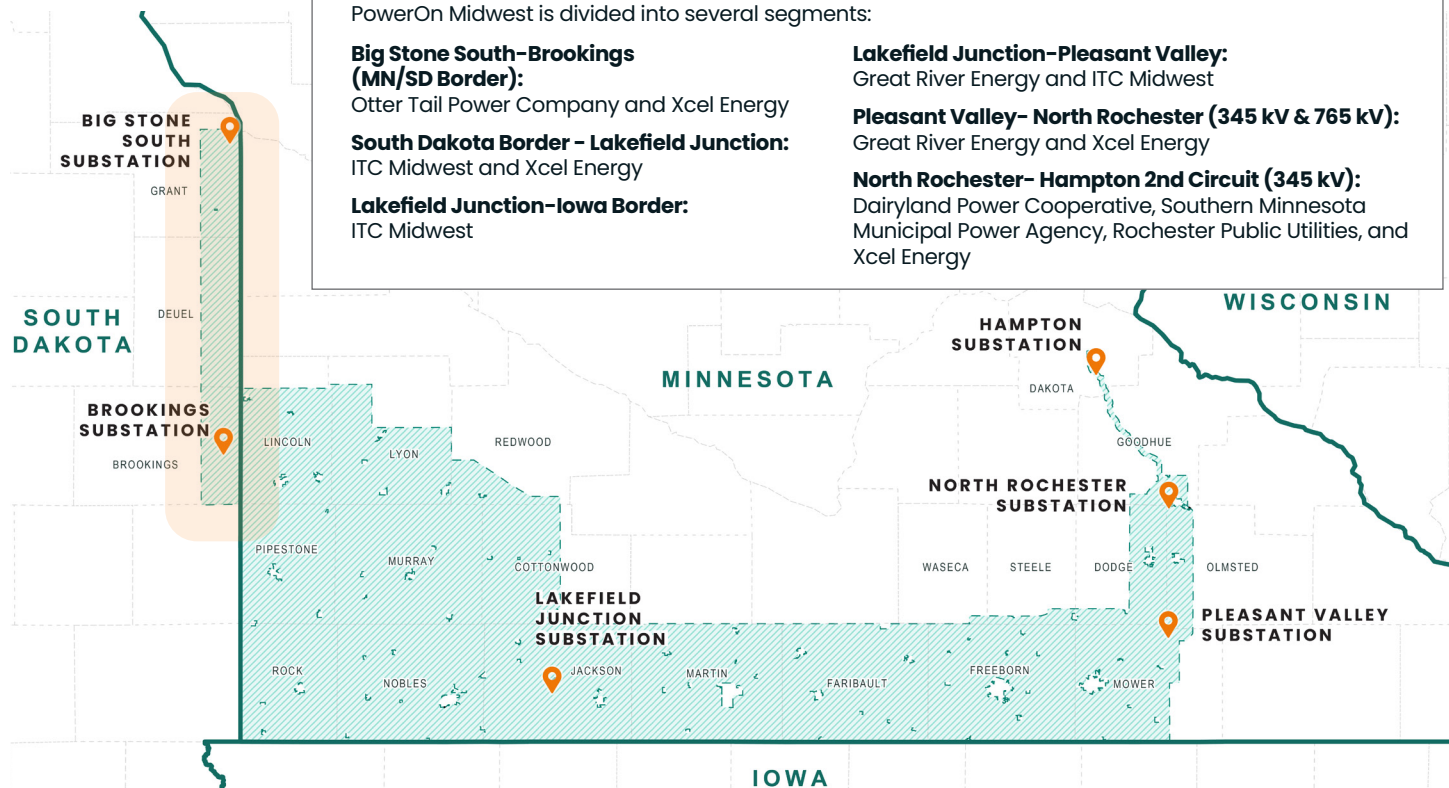 PowerOn Midwest is divided into several segments:
Big Stone South-Brookings
(MN/SD Border):
Otter Tail Power Company and Xcel Energy
South Dakota Border - Lakefield Junction:
ITC Midwest and Xcel Energy
Lakefield Junction-Iowa Border:
ITC Midwest
Lakefield Junction-Pleasant Valley:
Great River Energy and ITC Midwest
Pleasant Valley- North Rochester (345 kV & 765 kV):
Great River Energy and Xcel Energy
North Rochester- Hampton 2nd Circuit (345 kV):
Dairyland Power Cooperative, Southern Minnesota
Municipal Power Agency, Rochester Public Utilities, and
Xcel Energy
BIG STONE
SOUTH
SUBSTATION
GRANT
SOUTH
DAKOTA
DEUEL
BROOKINGS
SUBSTATION
BROOKINGS
MINNESOTA
WISCONSIN
HAMPTON
SUBSTATION
DAKOTA
LINCOLN
LYON
REDWOOD
GOODHUE
NORTH ROCHESTER
SUBSTATION
PIPESTONE
MURRAY
COTTONWOOD
WASECA
STEELE
DODGE
OLMSTED
LAKEFIELD
JUNCTION
SUBSTATION
PLEASANT VALLEY
SUBSTATION
ROCK
NOBLES
JACKSON
MARTIN
FARIBAULT
FREEBORN
MOWER
IOWA